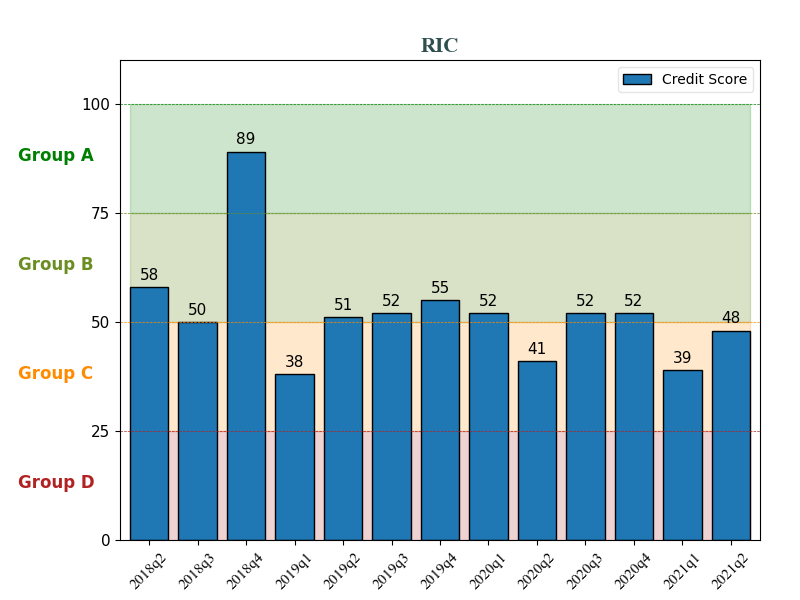 RIC
Credit Score
100
75
50
25
0
Group A
Group B
Group C
Group D
58
50
89
38
51
52
55
52
41
52
52
39
48
2018q2
2018q3
2018q4
2019q1
2019q2
2019q3
2019q4
2020q1
2020q2
2020q3
2020q4
2021q1
2021q2